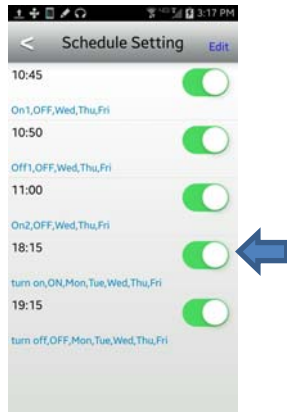 3:17 PM
< Schedule Setting Edit
10:45
On1,OFF,Wed,Thu,Fri
10:50
Off1,OFF,Wed,Thu,Fri
11:00
On2,OFF,Wed,Thu,Fri
18:15
turn on,ON,Mon,Tue,Wed,Thu,Fri
19:15
turn off,OFF,Mon,Tue,Wed,Thu,Fri